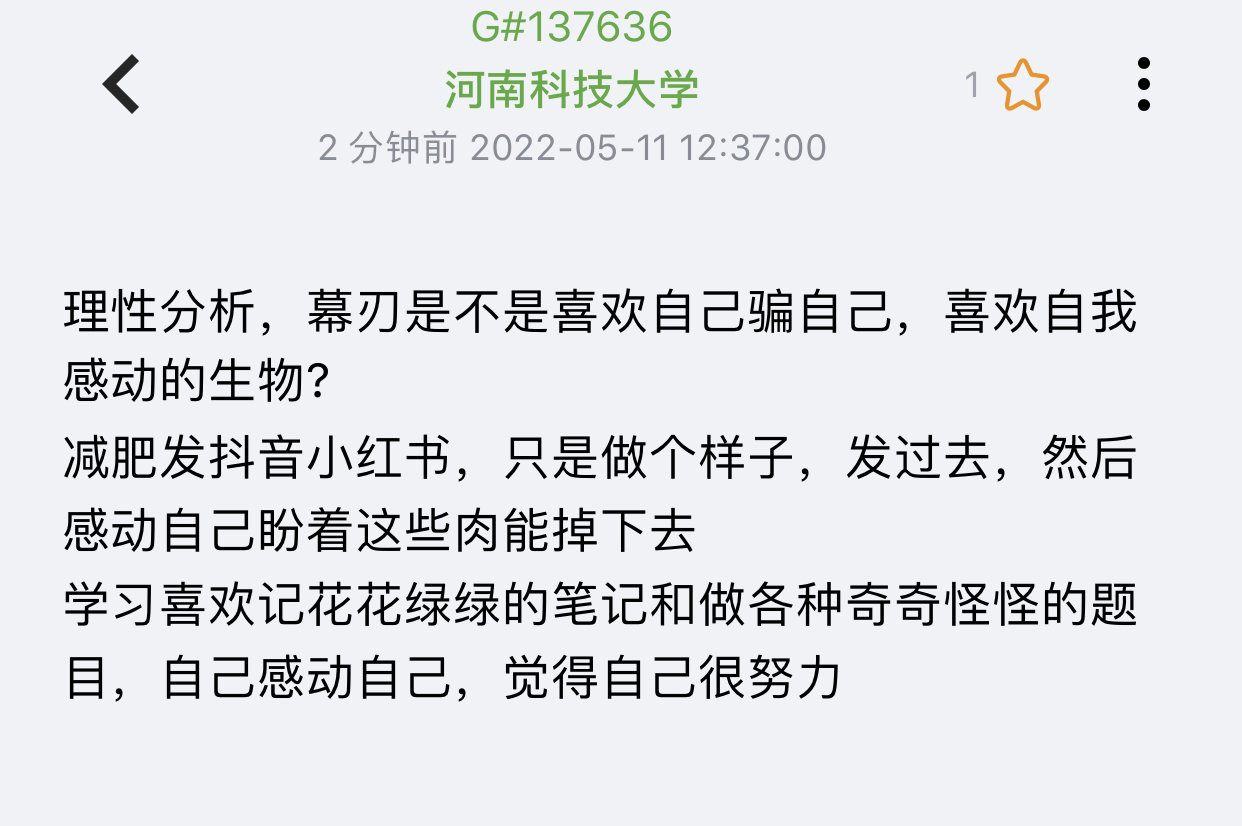 G#137636
河南科技大学
1
2 分钟前 2022-05-11 12:37:00
理性分析，幕刃是不是喜欢自己骗自己，喜欢自我
感动的生物?
减肥发抖音小红书，只是做个样子，发过去，然后
感动自己盼着这些肉能掉下去
学习喜欢记花花绿绿的笔记和做各种奇奇怪怪的题
目，自己感动自己，觉得自己很努力